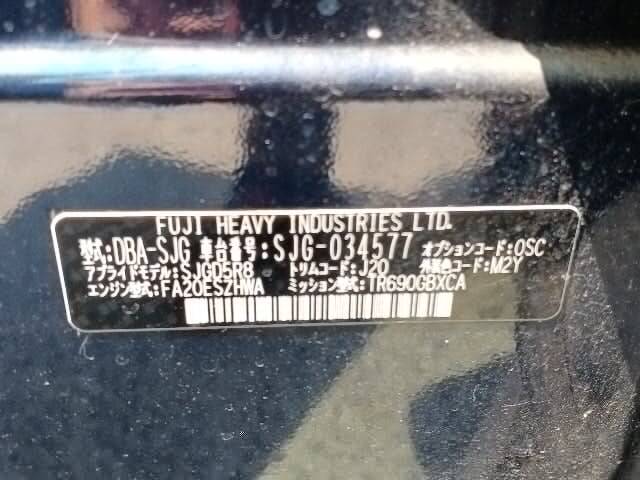 FUJI HEAVY INDUSTRIES LTD.
型式:DBA-SJG 車台番号:SJG-034577 オプションコード:OSC
アプライドモデル:SJGD5R8 トリムコード:J20 外装色コード:M2Y
エンジン型式:FA20ESZHWA ミッション型式:TR690GBXCA